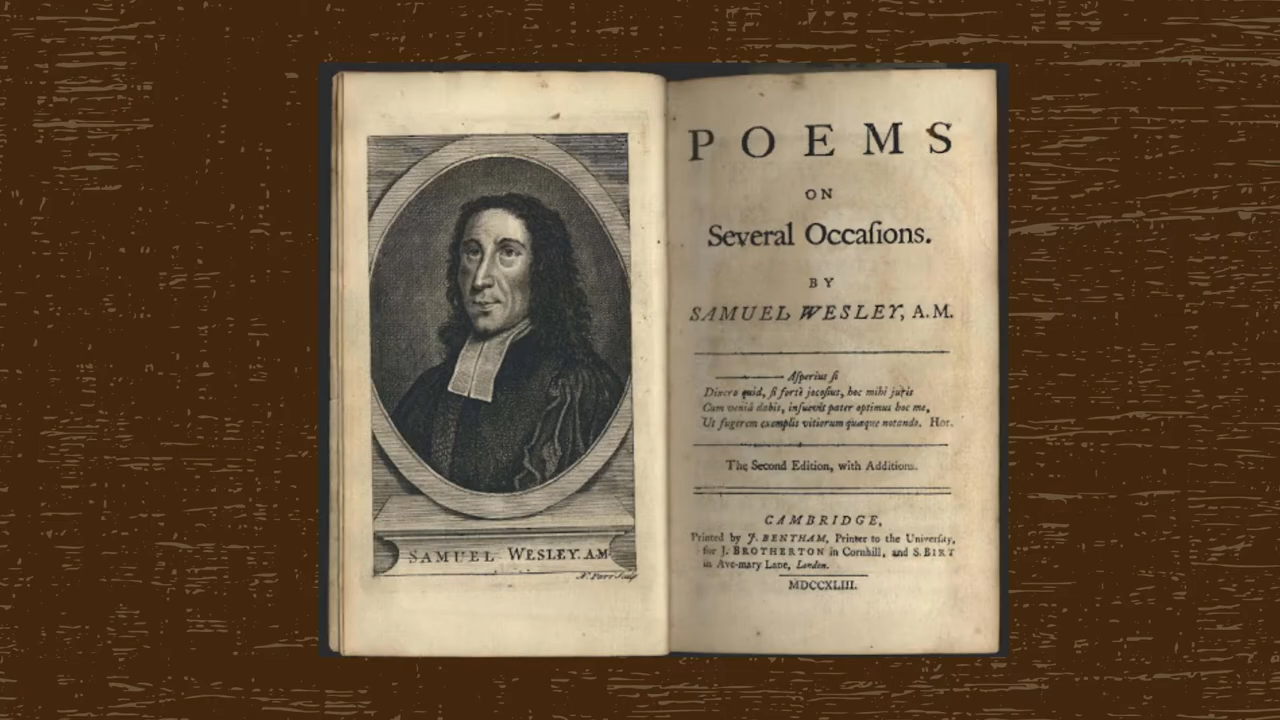 SAMUEL WESLEY. A.M
N. Parr Sculp
POEMS
ON
Several Occaſions.
BY
SAMUEL WESLEY, A. M.
Aſperius ſi
Dixero quid, ſi fortè jocoſius, hoc mihi juris
Cum veniâ dabis, inſuevit pater optimus hoc me,
Ut fugerem exemplis vitiorum quæque notando. Hor.
The Second Edition, with Additions.
CAMBRIDGE,
Printed by J. BENTHAM, Printer to the Univerſity,
for J. BROTHERTON in Cornhill, and S. BIRT
in Ave-mary Lane, London.
MDCCXLIII.